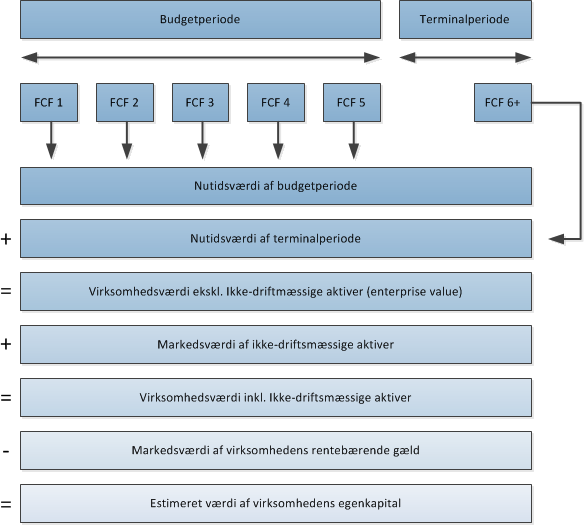 Budgetperiode
Terminalperiode
FCF 1
FCF 2
FCF 3
FCF 4
FCF 5
FCF 6+
Nutidsværdi af budgetperiode
+
Nutidsværdi af terminalperiode
=
Virksomhedsværdi ekskl. Ikke-driftmæssige aktiver (enterprise value)
+
Markedsværdi af ikke-driftsmæssige aktiver
=
Virksomhedsværdi inkl. Ikke-driftsmæssige aktiver
-
Markedsværdi af virksomhedens rentebærende gæld
=
Estimeret værdi af virksomhedens egenkapital